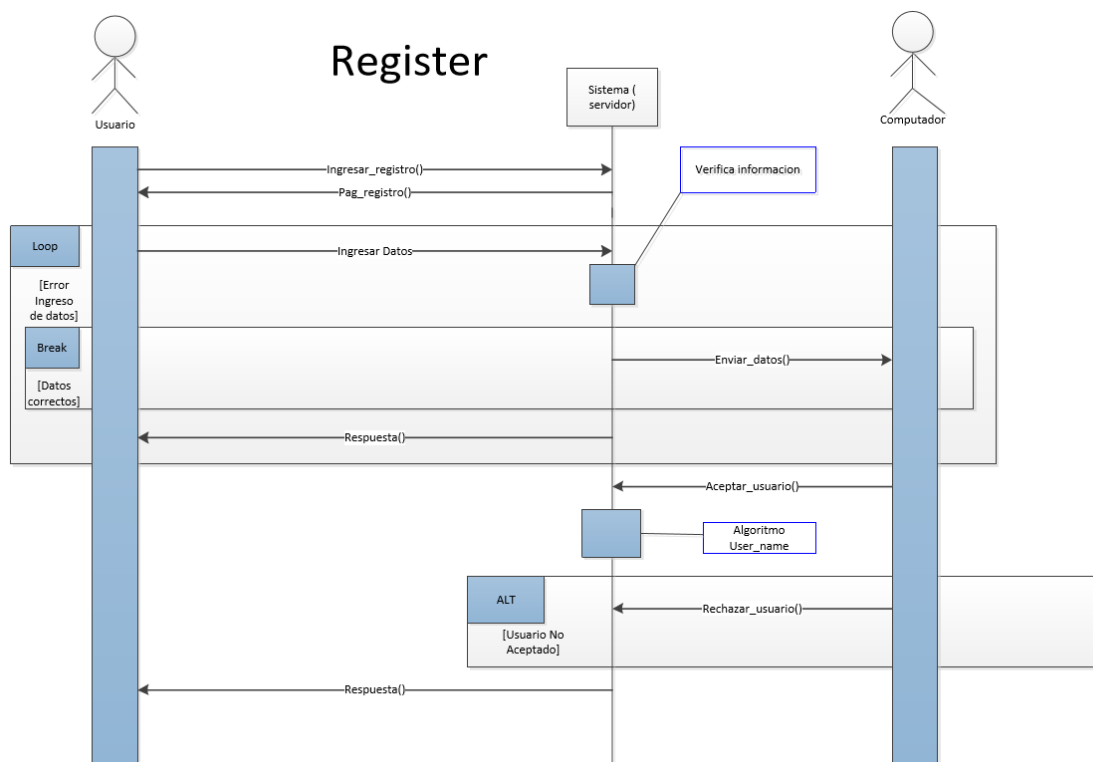 Register
Usuario
Sistema (
servidor)
Computador
Ingresar_registro()
Verifica informacion
Pag_registro()
Loop
Ingresar Datos
[Error
Ingreso
de datos]
Break
Enviar_datos()
[Datos
correctos]
Respuesta()
Aceptar_usuario()
Algoritmo
User_name
ALT
Rechazar_usuario()
[Usuario No
Aceptado]
Respuesta()